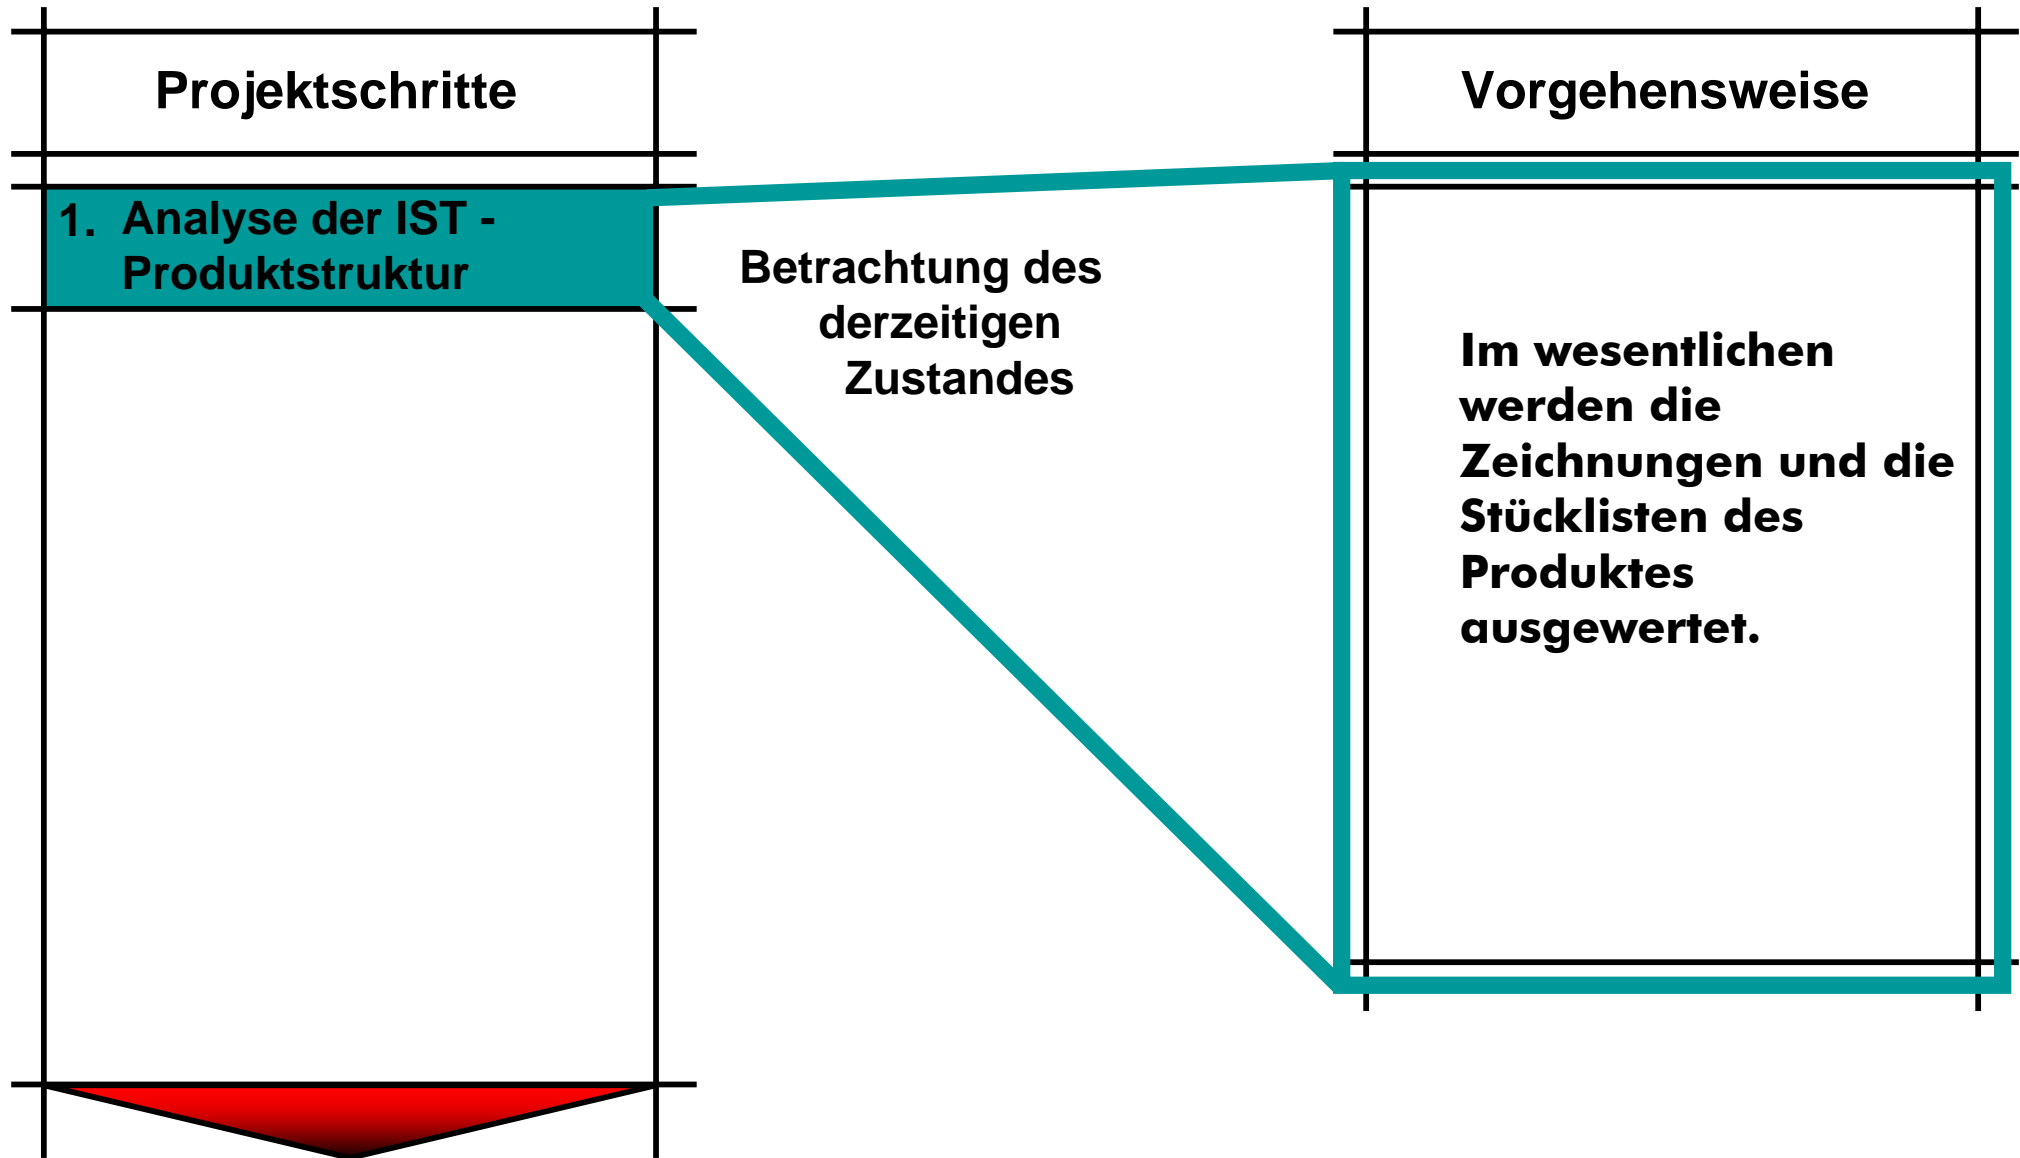 Projektschritte
Vorgehensweise
1. Analyse der IST -
Produktstruktur
Betrachtung des
derzeitigen
Zustandes
Im wesentlichen
werden die
Zeichnungen und die
Stücklisten des
Produktes
ausgewertet.